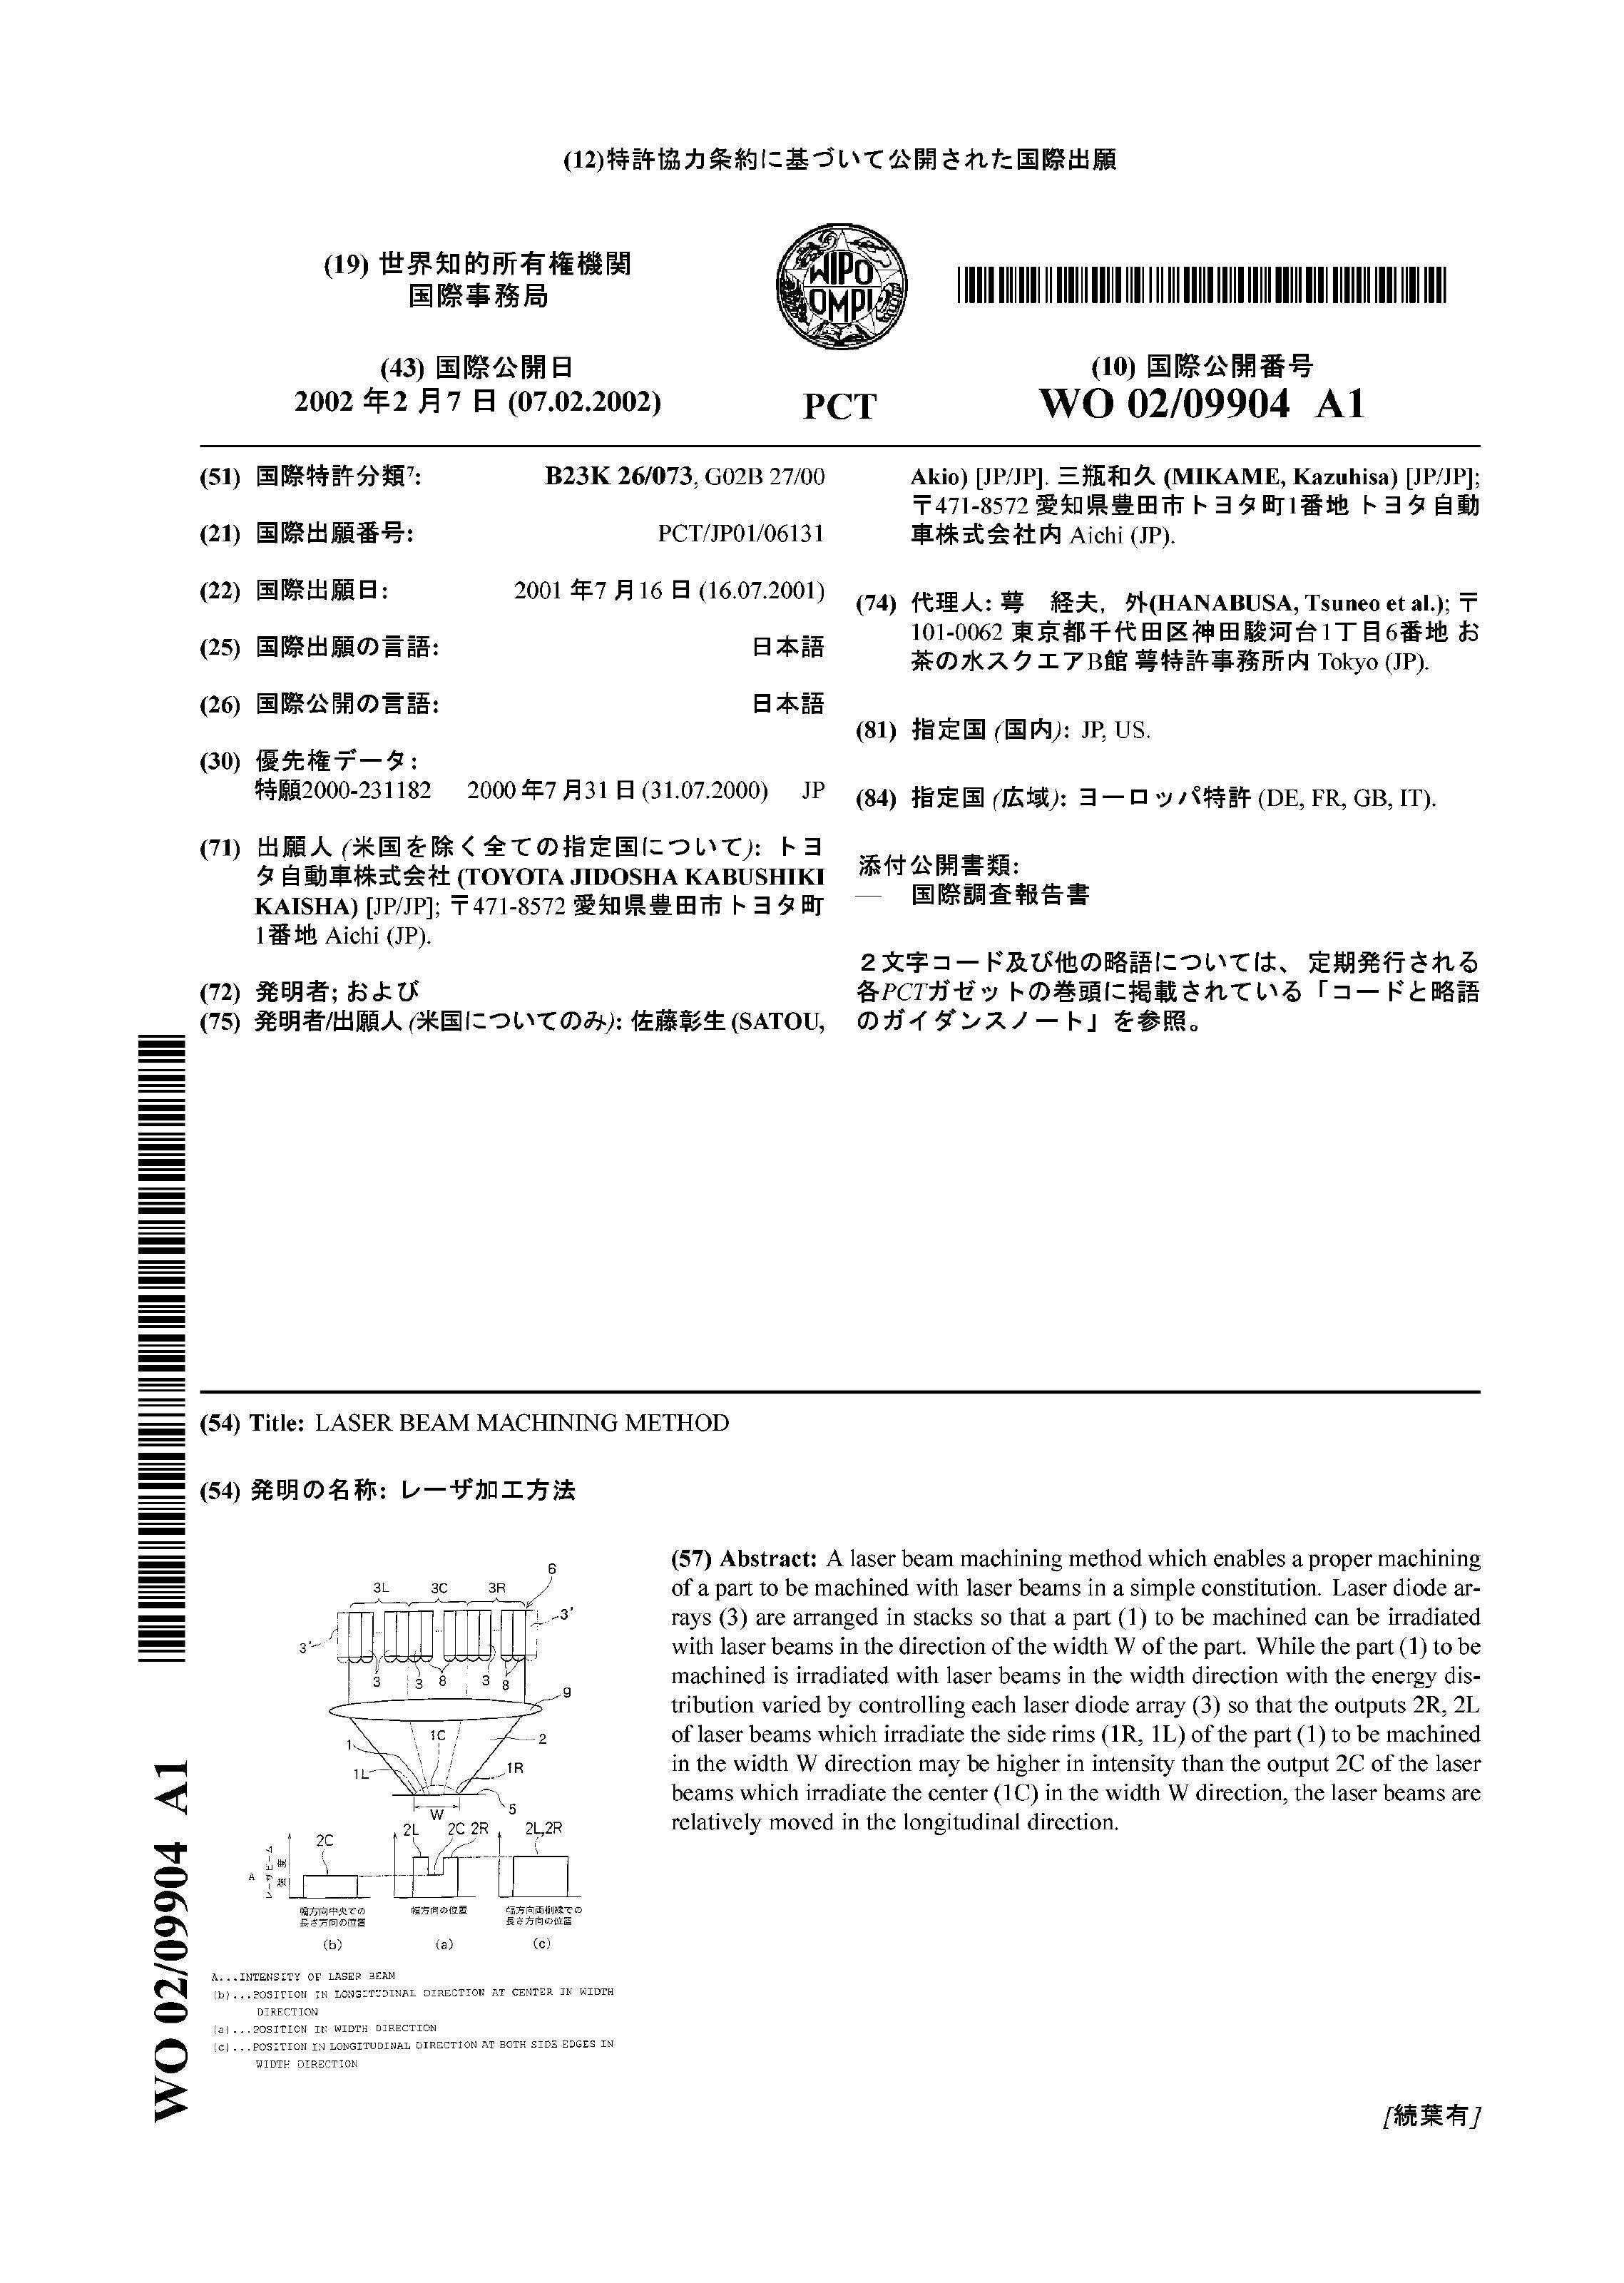 (12)特許協力条約に基づいて公開された国際出願
(19) 世界知的所有権機関
国際事務局
WIPO
OMPI
(43) 国際公開日
2002 年2 月 7 日 (07.02.2002)
PCT
(10) 国際公開番号
WO 02/09904 A1
(51) 国際特許分類7: B23K 26/073, G02B 27/00
(21) 国際出願番号: PCT/JP01/06131
(22) 国際出願日: 2001 年7 月 16 日 (16.07.2001)
(25) 国際出願の言語: 日本語
(26) 国際公開の言語: 日本語
(30) 優先権データ:
特願2000-231182 2000 年7 月31 日 (31.07.2000) JP
(71) 出願人 (米国を除く全ての指定国について): トヨ
タ自動車株式会社 (TOYOTA JIDOSHA KABUSHIKI
KAISHA) [JP/JP]; 〒471-8572 愛知県豊田市トヨタ町
1番地 Aichi (JP).
(72) 発明者; および
(75) 発明者/出願人 (米国についてのみ): 佐藤彰生 (SATOU,
Akio) [JP/JP]. 三瓶和久 (MIKAME, Kazuhisa) [JP/JP];
〒471-8572 愛知県豊田市トヨタ町1番地 トヨタ自動
車株式会社内 Aichi (JP).
(74) 代理人: 萼 経夫, 外(HANABUSA, Tsuneo et al.); 〒
101-0062 東京都千代田区神田駿河台1丁目6番地 お
茶の水スクエアB館 萼特許事務所内 Tokyo (JP).
(81) 指定国 (国内): JP, US.
(84) 指定国 (広域): ヨーロッパ特許 (DE, FR, GB, IT).
添付公開書類:
— 国際調査報告書
2文字コード及び他の略語については、 定期発行される
各PCTガゼットの巻頭に掲載されている「コードと略語
のガイダンスノート」を参照。
(54) Title: LASER BEAM MACHINING METHOD
(54) 発明の名称: レーザ加工方法
6
3L 3C 3R
3'
3'
3 3 8 3 8
9
1C
1 2
1L 1R
W 5
2C 2L 2C 2R 2L,2R
A レーザビーム強度
幅方向中央での
長さ方向の位置
幅方向の位置
幅方向両側縁での
長さ方向の位置
(b) (a) (c)
A...INTENSITY OF LASER BEAM
(b)...POSITION IN LONGITUDINAL DIRECTION AT CENTER IN WIDTH
DIRECTION
(a)...POSITION IN WIDTH DIRECTION
(c)...POSITION IN LONGITUDINAL DIRECTION AT BOTH SIDE EDGES IN
WIDTH DIRECTION
(57) Abstract: A laser beam machining method which enables a proper machining
of a part to be machined with laser beams in a simple constitution. Laser diode ar-
rays (3) are arranged in stacks so that a part (1) to be machined can be irradiated
with laser beams in the direction of the width W of the part. While the part (1) to be
machined is irradiated with laser beams in the width direction with the energy dis-
tribution varied by controlling each laser diode array (3) so that the outputs 2R, 2L
of laser beams which irradiate the side rims (1R, 1L) of the part (1) to be machined
in the width W direction may be higher in intensity than the output 2C of the laser
beams which irradiate the center (1C) in the width W direction, the laser beams are
relatively moved in the longitudinal direction.
WO 02/09904 A1
[続葉有]